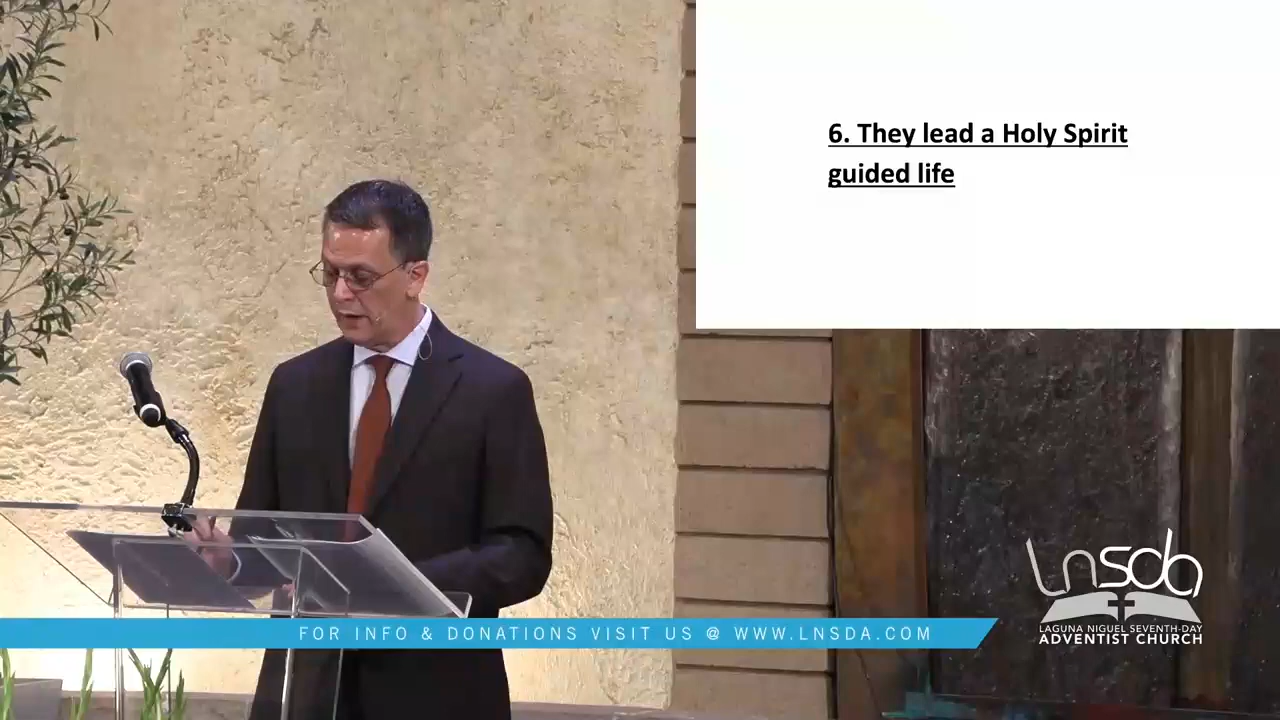 6. They lead a Holy Spirit
guided life
FOR INFO & DONATIONS VISIT US @ WWW.LNSDA.COM
Lnsda
LAGUNA NIGUEL SEVENTH-DAY
ADVENTIST CHURCH